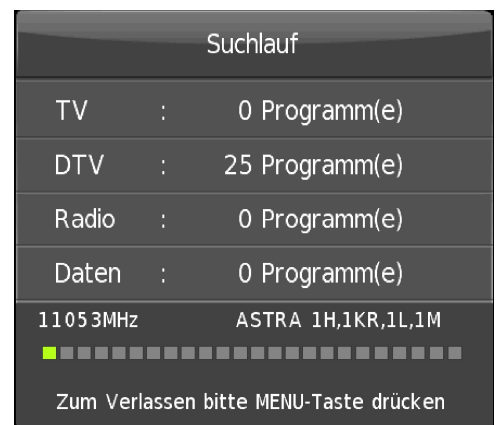 Suchlauf
TV : 0 Programm(e)
DTV : 25 Programm(e)
Radio : 0 Programm(e)
Daten : 0 Programm(e)
11053MHz ASTRA 1H,1KR,1L,1M
Zum Verlassen bitte MENU-Taste drücken